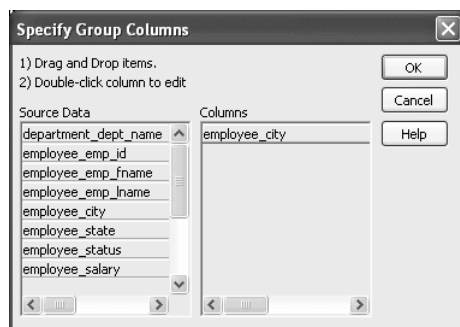 Specify Group Columns
1) Drag and Drop items.
2) Double-click column to edit
OK
Cancel
Help
Source Data
department_dept_name
employee_emp_id
employee_emp_fname
employee_emp_lname
employee_city
employee_state
employee_status
employee_salary
Columns
employee_city